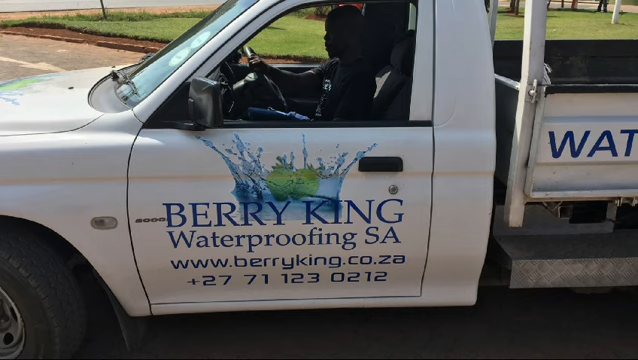 BERRY KING
Waterproofing SA
www.berryking.co.za
+27 71 123 0212
WAT